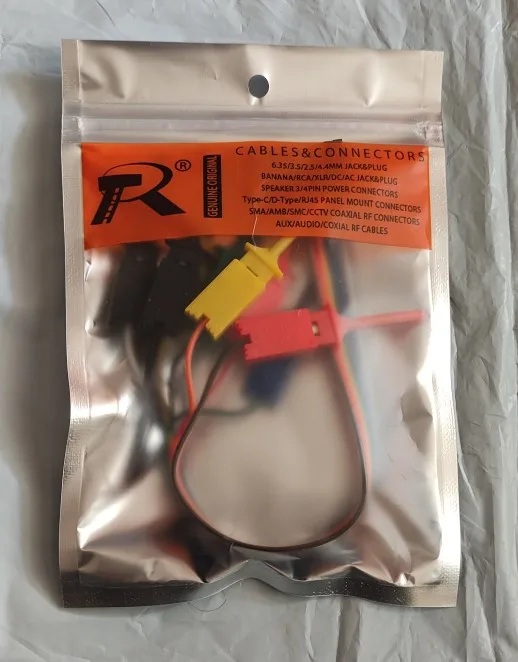 R®
GENUINE ORIGINAL
CABLES&CONNECTORS
6.35/3.5/2.5/4.4MM JACK&PLUG
BANANA/RCA/XLR/DC/AC JACK&PLUG
SPEAKER 3/4PIN POWER CONNECTORS
Type-C/D-Type/RJ45 PANEL MOUNT CONNECTORS
SMA/AMB/SMC/CCTV COAXIAL RF CONNECTORS
AUX/AUDIO/COXIAL RF CABLES